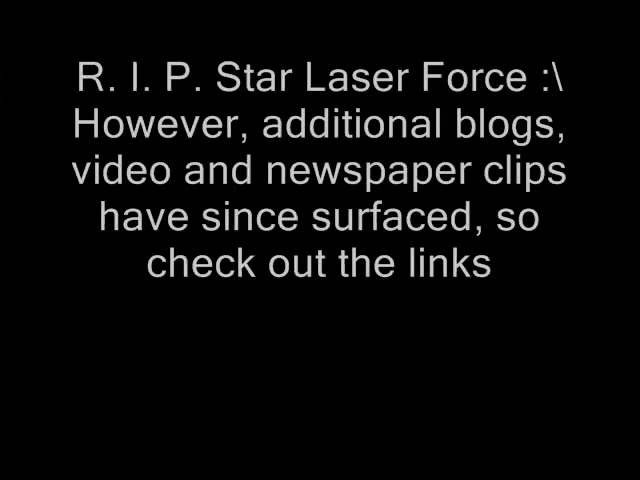 R. I. P. Star Laser Force :\
However, additional blogs,
video and newspaper clips
have since surfaced, so
check out the links